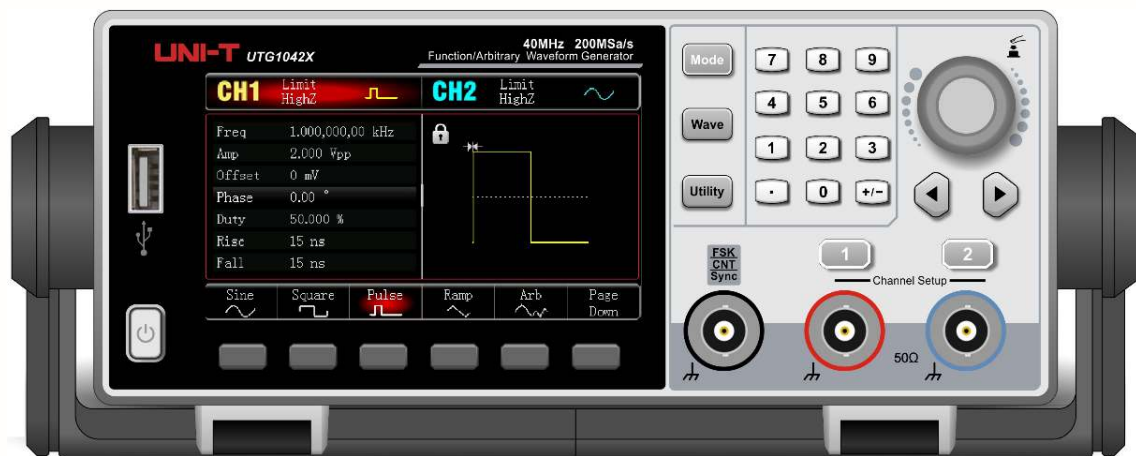 UNI-T UTG1042X
40MHz 200MSa/s
Function/Arbitrary Waveform Generator
CH1 Limit HighZ
CH2 Limit HighZ
Freq 1.000,000,00 kHz
Amp 2.000 Vpp
Offset 0 mV
Phase 0.00 °
Duty 50.000 %
Rise 15 ns
Fall 15 ns
Sine Square Pulse Ramp Arb Page Down
Mode
Wave
Utility
7 8 9
4 5 6
1 2 3
. 0 +/-
FSK
CNT
Sync
1 2
Channel Setup
50Ω